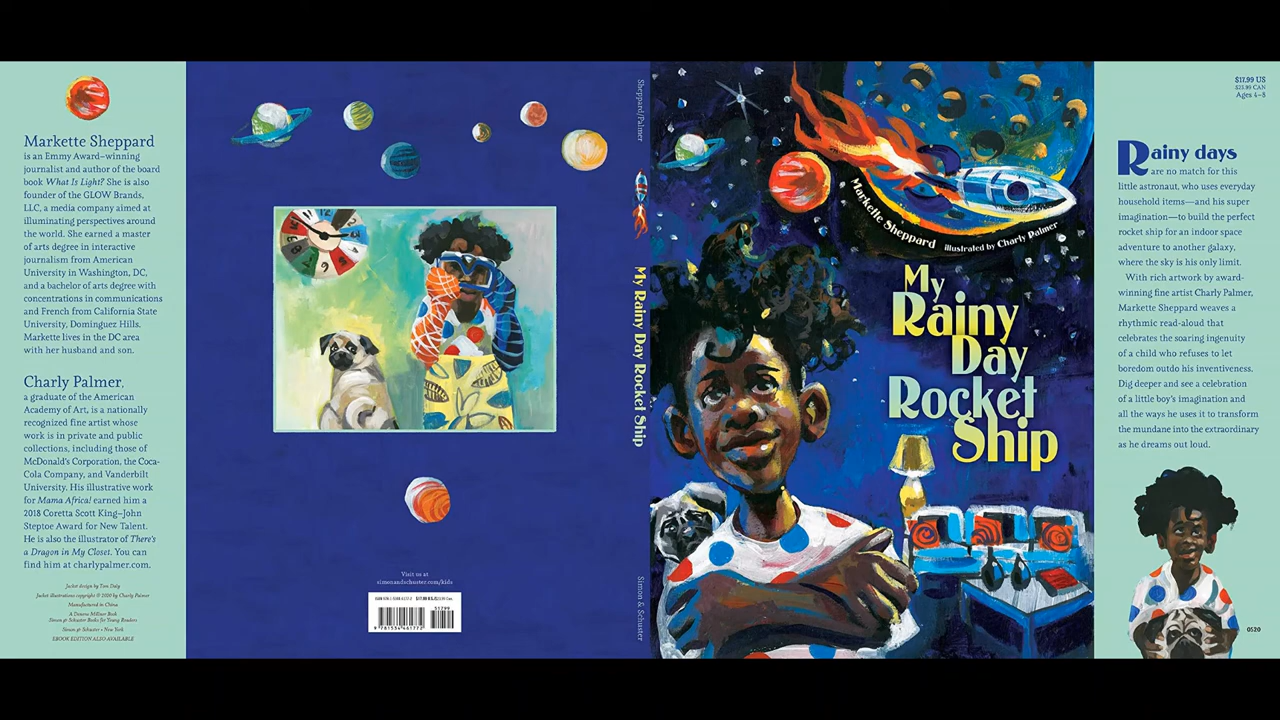 Markette Sheppard
is an Emmy Award–winning
journalist and author of the board
book What Is Light? She is also
founder of the GLOW Brands,
LLC, a media company aimed at
illuminating perspectives around
the world. She earned a master
of arts degree in interactive
journalism from American
University in Washington, DC,
and a bachelor of arts degree with
concentrations in communications
and French from California State
University, Dominguez Hills.
Markette lives in the DC area
with her husband and son.
Charly Palmer,
a graduate of the American
Academy of Art, is a nationally
recognized fine artist whose
work is in private and public
collections, including those of
McDonald's Corporation, the Coca-
Cola Company, and Vanderbilt
University. His illustrative work
for Mama Africa! earned him a
2018 Coretta Scott King–John
Steptoe Award for New Talent.
He is also the illustrator of There's
a Dragon in My Closet. You can
find him at charlypalmer.com.
Jacket design by Tom Daly
Jacket illustrations copyright © 2020 by Charly Palmer
Manufactured in China
A Denene Millner Book
Simon & Schuster Books for Young Readers
Simon & Schuster • New York
EBOOK EDITION ALSO AVAILABLE
Visit us at
simonandschuster.com/kids
51799
9 781534 461772
Sheppard/Palmer
My Rainy Day Rocket Ship
Simon & Schuster
Markette Sheppard
illustrated by Charly Palmer
My
Rainy
Day
Rocket
Ship
$17.99 US
$23.99 CAN
Ages 4–8
Rainy days
are no match for this
little astronaut, who uses everyday
household items—and his super
imagination—to build the perfect
rocket ship for an indoor space
adventure to another galaxy,
where the sky is his only limit.
With rich artwork by award-
winning fine artist Charly Palmer,
Markette Sheppard weaves a
rhythmic read-aloud that
celebrates the soaring ingenuity
of a child who refuses to let
boredom outdo his inventiveness.
Dig deeper and see a celebration
of a little boy's imagination and
all the ways he uses it to transform
the mundane into the extraordinary
as he dreams out loud.
0520